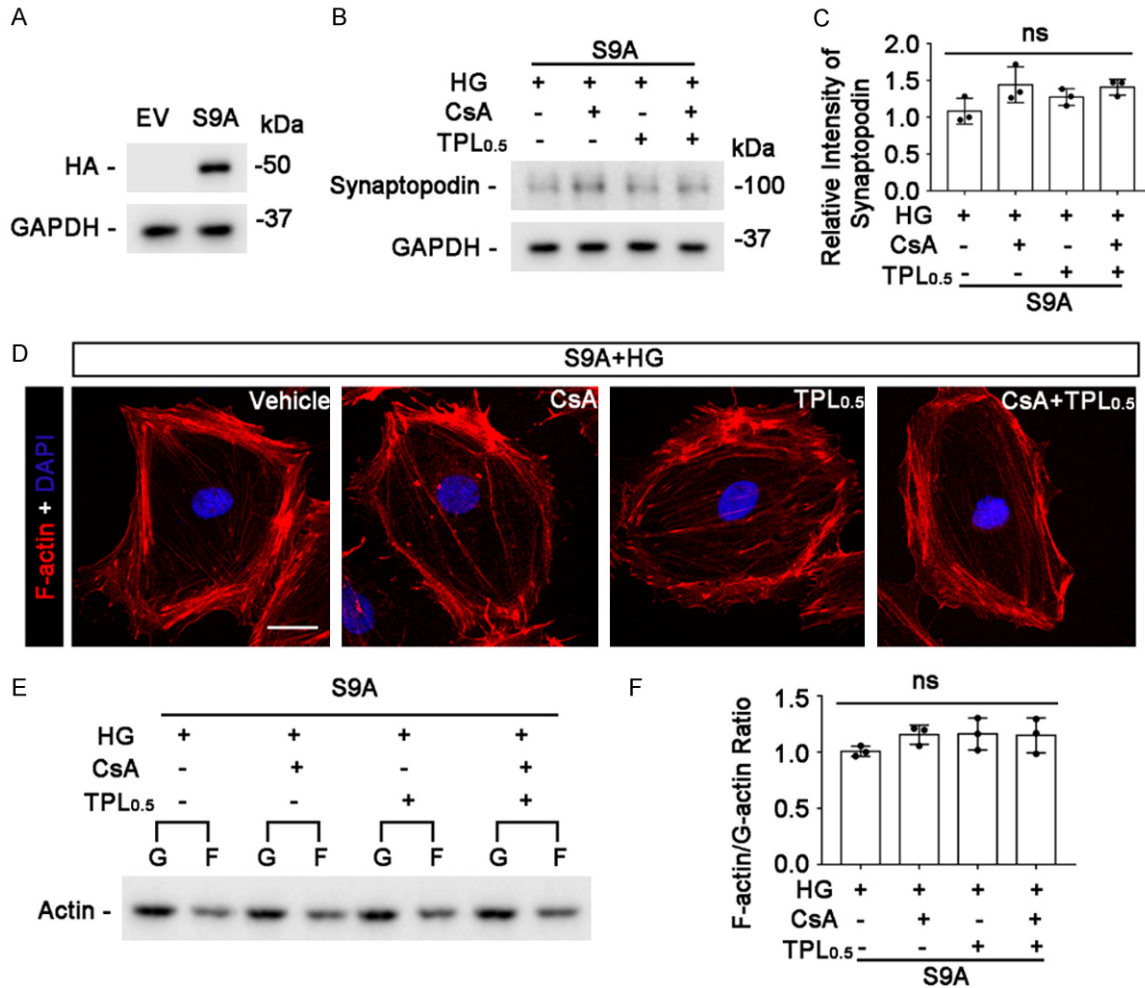 A
EV S9A kDa
HA - -50
GAPDH - -37
B
S9A
HG + + + +
CsA - + - +
TPL0.5 - - + + kDa
Synaptopodin - -100
GAPDH - -37
C
ns
Relative Intensity of
Synaptopodin
2.0
1.5
1.0
0.5
0.0
HG + + + +
CsA - + - +
TPL0.5 - - + +
S9A
D
S9A+HG
F-actin + DAPI
Vehicle CsA TPL0.5 CsA+TPL0.5
E
S9A
HG + + + +
CsA - + - +
TPL0.5 - - + +
G F G F G F G F
Actin -
F
ns
F-actin/G-actin Ratio
1.5
1.0
0.5
0.0
HG + + + +
CsA - + - +
TPL0.5 - - + +
S9A